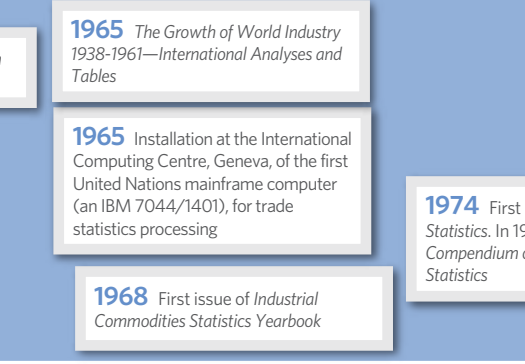 1965 The Growth of World Industry
1938-1961—International Analyses and
Tables
1965 Installation at the International
Computing Centre, Geneva, of the first
United Nations mainframe computer
(an IBM 7044/1401), for trade
statistics processing
1968 First issue of Industrial
Commodities Statistics Yearbook
1974 First
Statistics. In 19
Compendium
Statistics